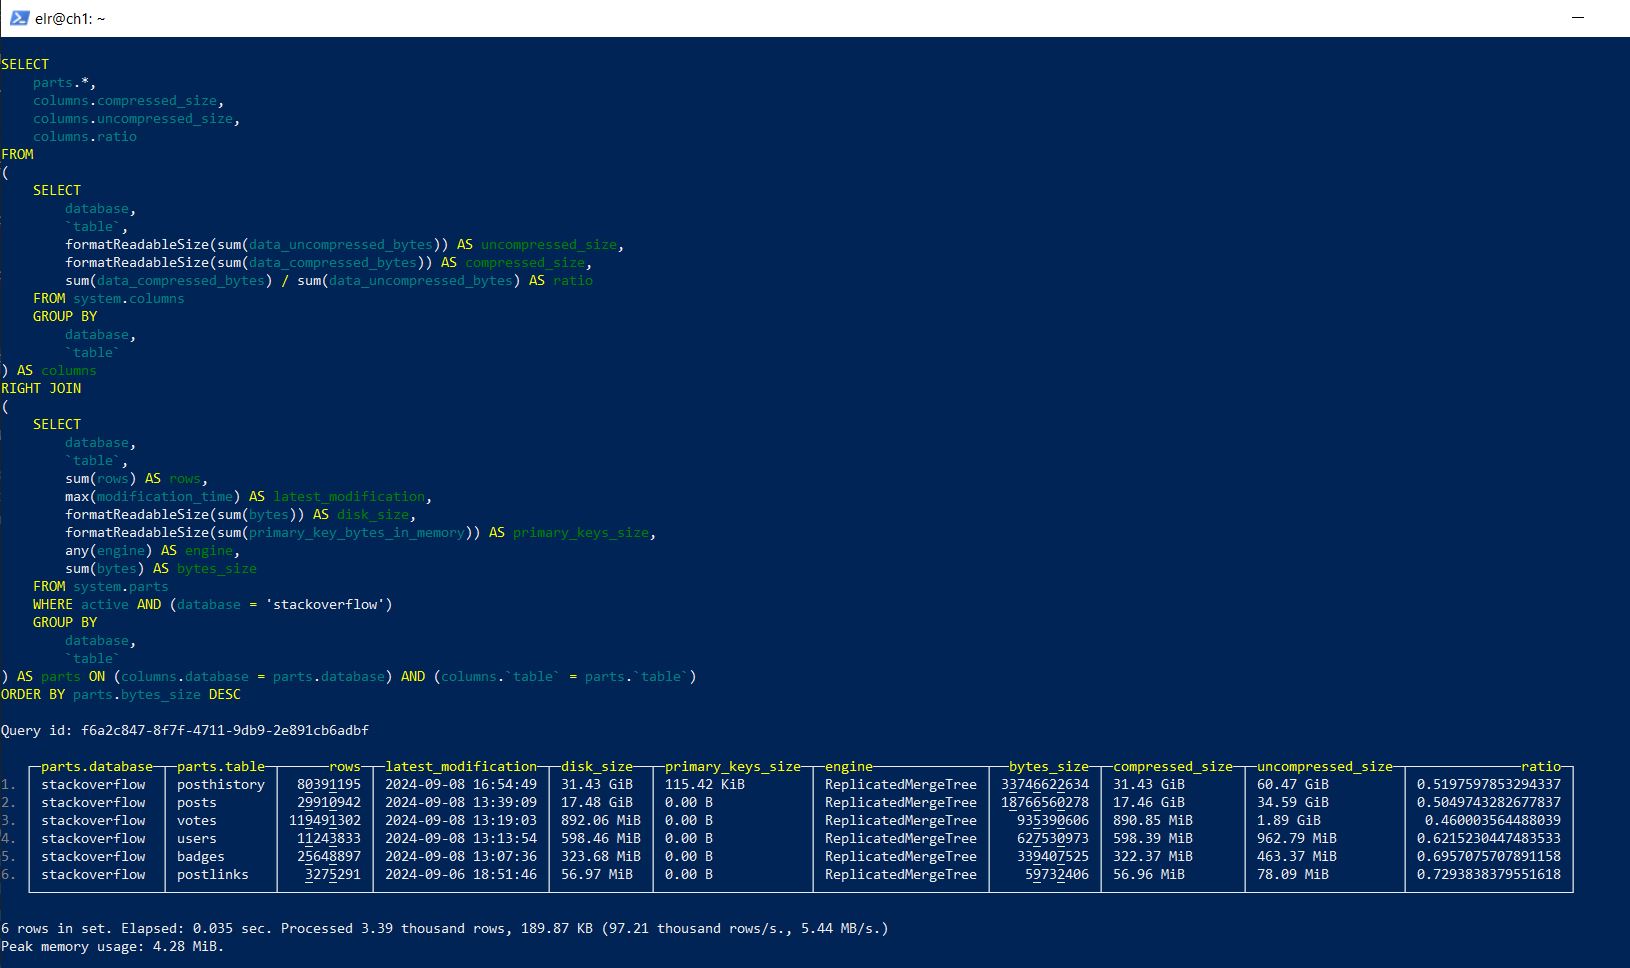 elr@ch1: ~
SELECT
    parts.*,
    columns.compressed_size,
    columns.uncompressed_size,
    columns.ratio
FROM
(
    SELECT
        database,
        `table`,
        formatReadableSize(sum(data_uncompressed_bytes)) AS uncompressed_size,
        formatReadableSize(sum(data_compressed_bytes)) AS compressed_size,
        sum(data_compressed_bytes) / sum(data_uncompressed_bytes) AS ratio
    FROM system.columns
    GROUP BY
        database,
        `table`
) AS columns
RIGHT JOIN
(
    SELECT
        database,
        `table`,
        sum(rows) AS rows,
        max(modification_time) AS latest_modification,
        formatReadableSize(sum(bytes)) AS disk_size,
        formatReadableSize(sum(primary_key_bytes_in_memory)) AS primary_keys_size,
        any(engine) AS engine,
        sum(bytes) AS bytes_size
    FROM system.parts
    WHERE active AND (database = 'stackoverflow')
    GROUP BY
        database,
        `table`
) AS parts ON (columns.database = parts.database) AND (columns.`table` = parts.`table`)
ORDER BY parts.bytes_size DESC
Query id: f6a2c847-8f7f-4711-9db9-2e891cb6adbf
parts.database parts.table rows latest_modification disk_size primary_keys_size engine bytes_size compressed_size uncompressed_size ratio
1. stackoverflow posthistory 80391195 2024-09-08 16:54:49 31.43 GiB 115.42 KiB ReplicatedMergeTree 33746622634 31.43 GiB 60.47 GiB 0.5197597853294337
2. stackoverflow posts 29910942 2024-09-08 13:39:09 17.48 GiB 0.00 B ReplicatedMergeTree 18766560278 17.46 GiB 34.59 GiB 0.5049743282677837
3. stackoverflow votes 119491302 2024-09-08 13:19:03 892.06 MiB 0.00 B ReplicatedMergeTree 935390606 890.85 MiB 1.89 GiB 0.460003564488039
4. stackoverflow users 11243833 2024-09-08 13:13:54 598.46 MiB 0.00 B ReplicatedMergeTree 627530973 598.39 MiB 962.79 MiB 0.6215230447483533
5. stackoverflow badges 25648897 2024-09-08 13:07:36 323.68 MiB 0.00 B ReplicatedMergeTree 339407525 322.37 MiB 463.37 MiB 0.6957075707891158
6. stackoverflow postlinks 3275291 2024-09-06 18:51:46 56.97 MiB 0.00 B ReplicatedMergeTree 59732406 56.96 MiB 78.09 MiB 0.7293838379551618
6 rows in set. Elapsed: 0.035 sec. Processed 3.39 thousand rows, 189.87 KB (97.21 thousand rows/s., 5.44 MB/s.)
Peak memory usage: 4.28 MiB.